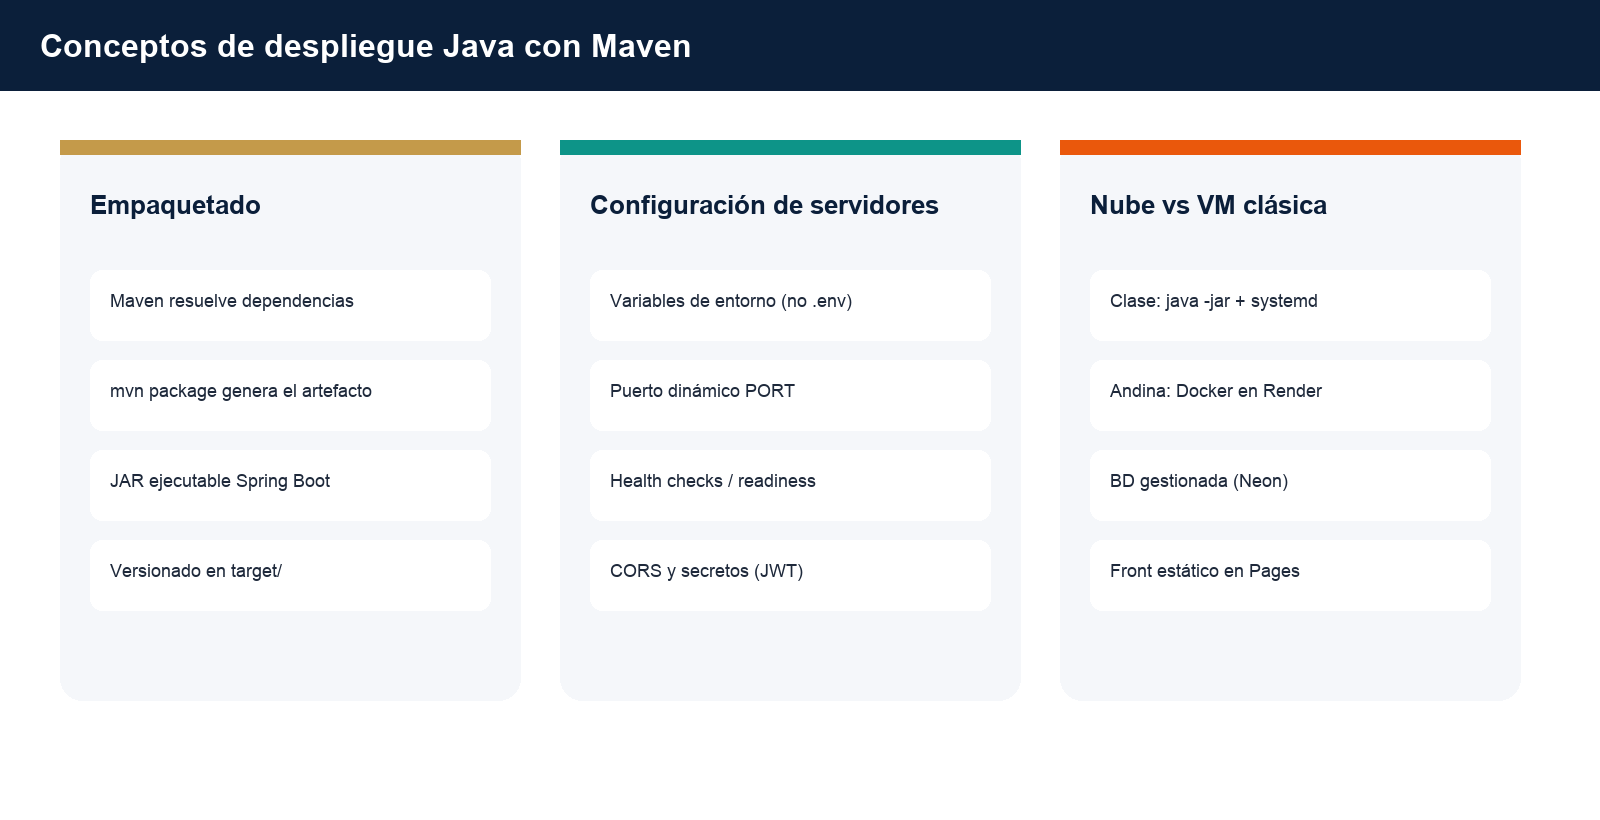 Conceptos de despliegue Java con Maven
Empaquetado
Maven resuelve dependencias
mvn package genera el artefacto
JAR ejecutable Spring Boot
Versionado en target/
Configuración de servidores
Variables de entorno (no .env)
Puerto dinámico PORT
Health checks / readiness
CORS y secretos (JWT)
Nube vs VM clásica
Clase: java -jar + systemd
Andina: Docker en Render
BD gestionada (Neon)
Front estático en Pages